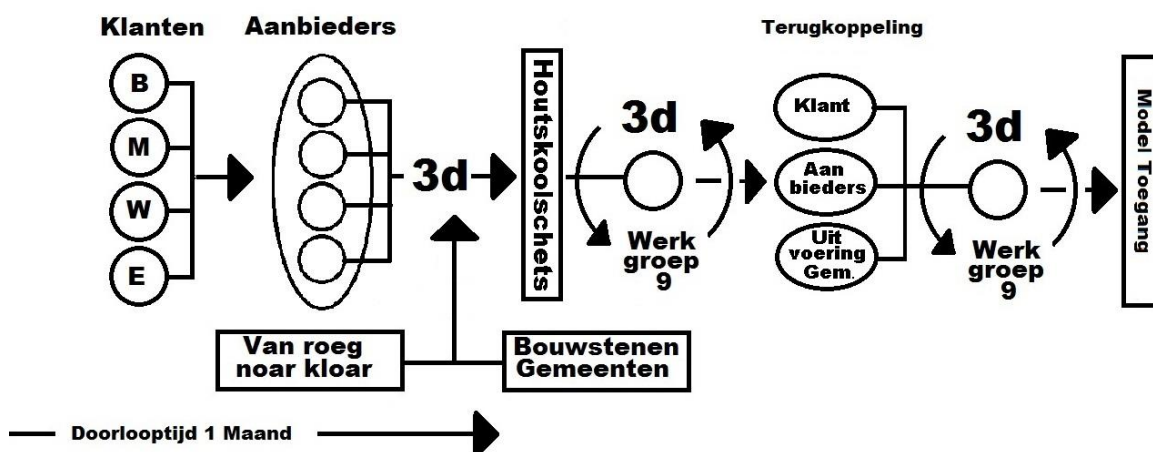 Klanten
B
M
W
E
Aanbieders
3d
Van roeg
noar kloar
Bouwstenen
Gemeenten
Houtskoolschets
3d
Werk
groep
9
Terugkoppeling
Klant
Aan
bieders
Uit
voering
Gem.
3d
Werk
groep
9
Model Toegang
Doorlooptijd 1 Maand